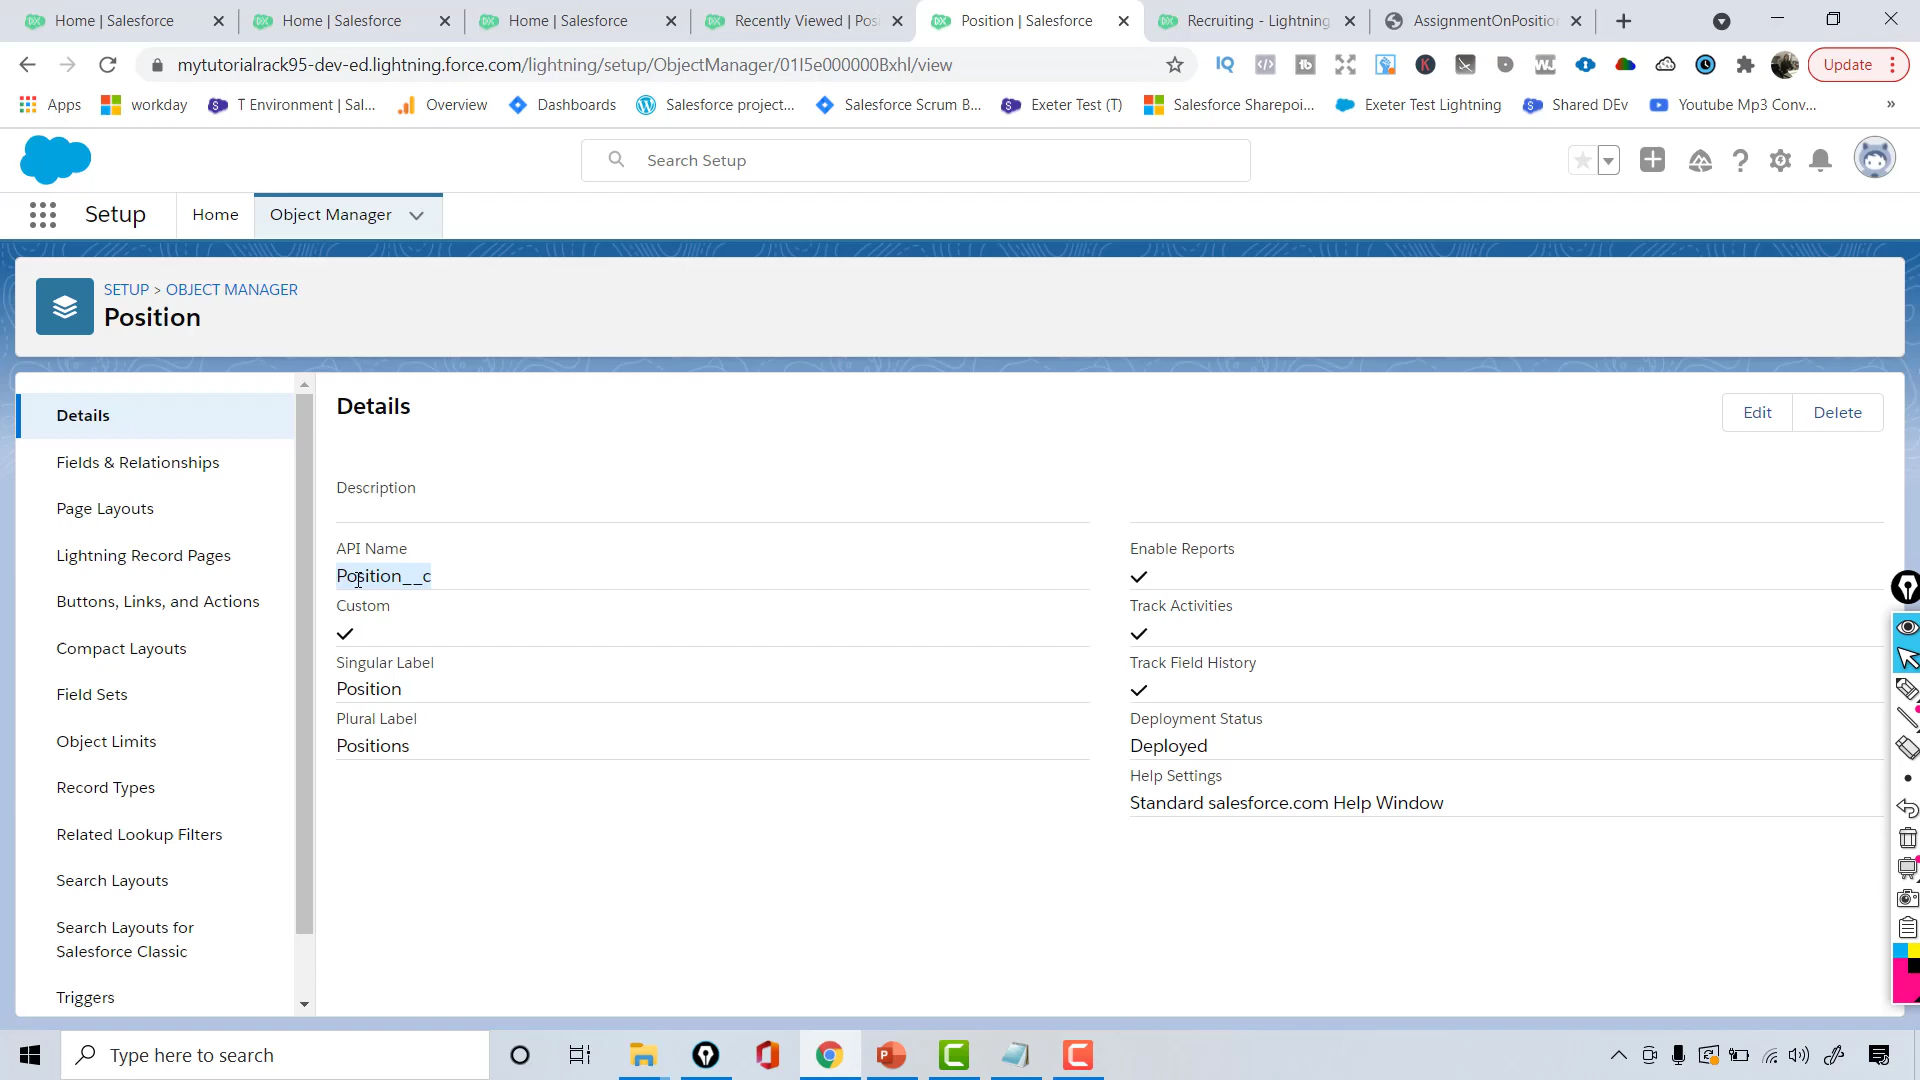 Home | Salesforce
Home | Salesforce
Home | Salesforce
Recently Viewed | Posi
Position | Salesforce
Recruiting - Lightning
AssignmentOnPosition
mytutorialrack95-dev-ed.lightning.force.com/lightning/setup/ObjectManager/01I5e000000Bxhl/view
IQ
tb
K
WJ
Update
Apps
workday
T Environment | Sal...
Overview
Dashboards
Salesforce project...
Salesforce Scrum B...
Exeter Test (T)
Salesforce Sharepoi...
Exeter Test Lightning
Shared DEv
Youtube Mp3 Conv...
»
Search Setup
Setup
Home
Object Manager
SETUP > OBJECT MANAGER
Position
Details
Fields & Relationships
Page Layouts
Lightning Record Pages
Buttons, Links, and Actions
Compact Layouts
Field Sets
Object Limits
Record Types
Related Lookup Filters
Search Layouts
Search Layouts for
Salesforce Classic
Triggers
Details
Edit
Delete
Description
API Name
Position__c
Custom
Singular Label
Position
Plural Label
Positions
Enable Reports
Track Activities
Track Field History
Deployment Status
Deployed
Help Settings
Standard salesforce.com Help Window
Type here to search